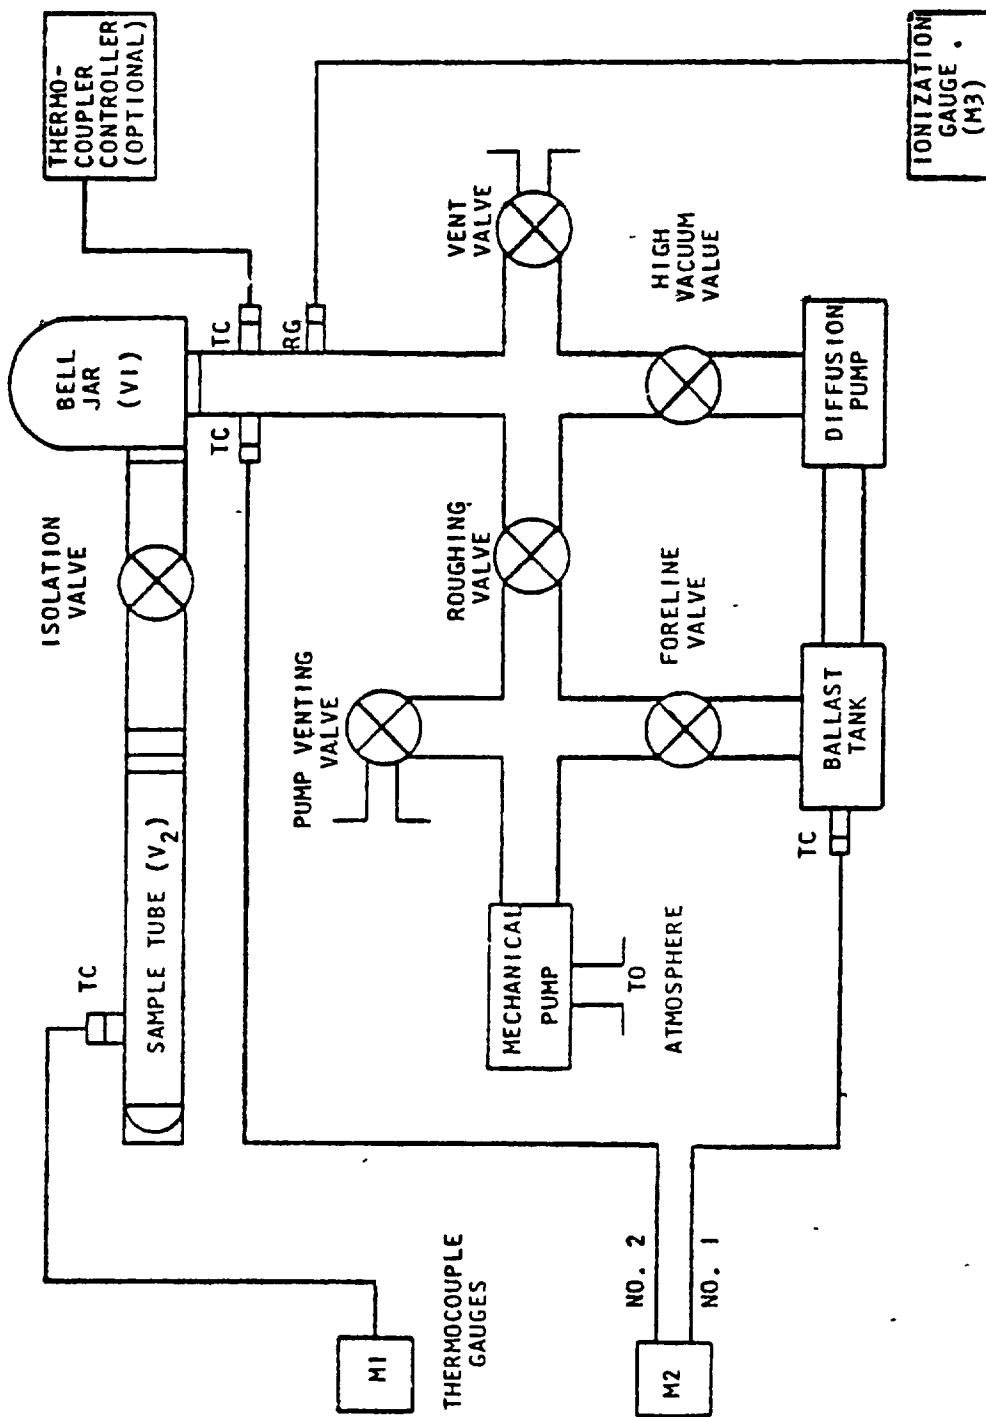 THERMO-
COUPLER
CONTROLLER
(OPTIONAL)
IONIZATION
GAUGE.
(M3)
BELL
JAR
(V1)
TC
TC
RG
VENT
VALVE
HIGH
VACUUM
VALUE
DIFFUSION
PUMP
ISOLATION
VALVE
ROUGHING
VALVE
FORELINE
VALVE
BALLAST
TANK
TC
PUMP VENTING
VALVE
SAMPLE TUBE (V2)
TC
MECHANICAL
PUMP
TO
ATMOSPHERE
M1
THERMOCOUPLE
GAUGES
NO. 2
NO. 1
M2